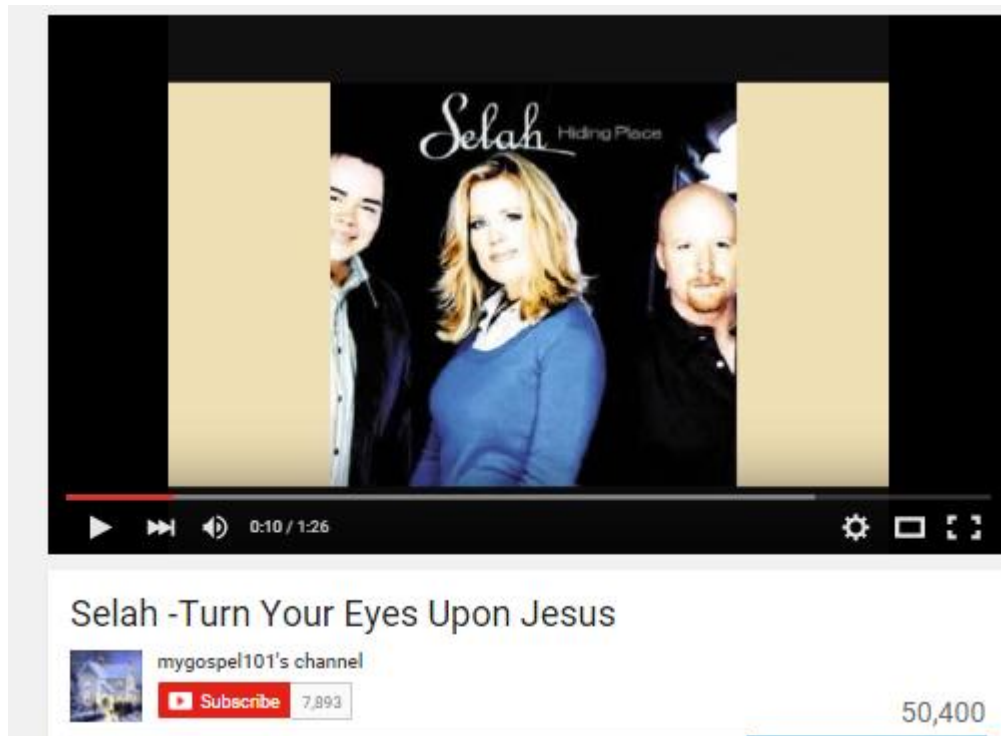 Selah Hiding Place
0:10 / 1:26
Selah -Turn Your Eyes Upon Jesus
mygospel101's channel
Subscribe 7,893
50,400